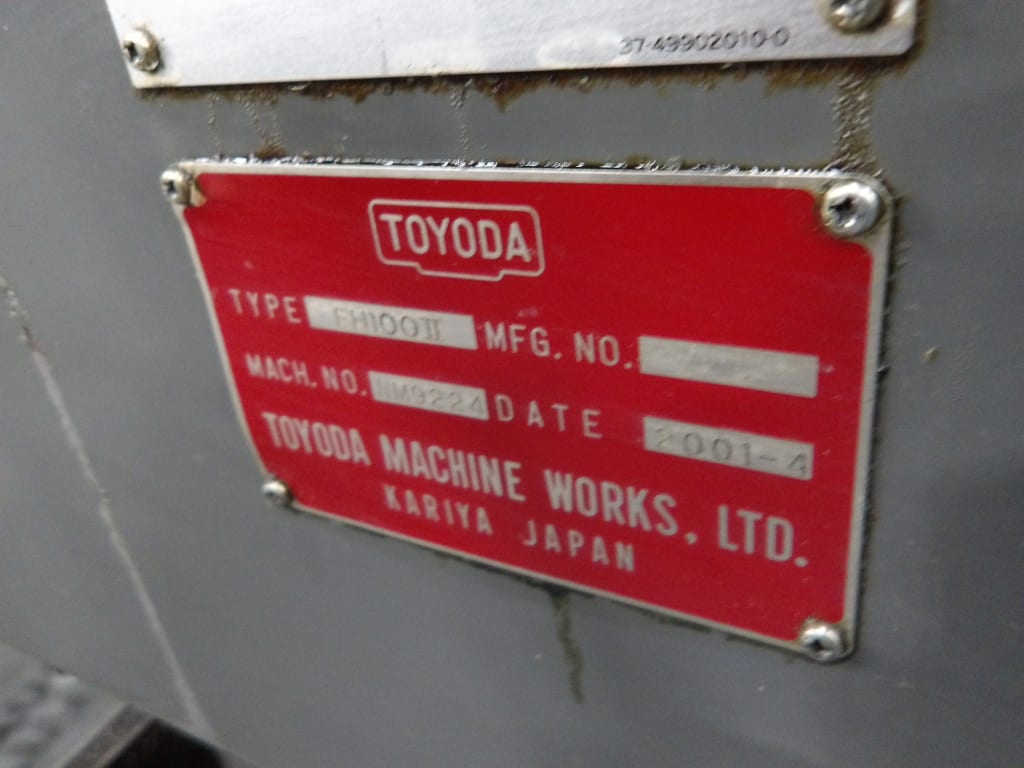 37-49902010-0
TOYODA
TYPE FH100II MFG. NO.
MACH. NO. NM9224 DATE 2001-4
TOYODA MACHINE WORKS, LTD.
KARIYA JAPAN